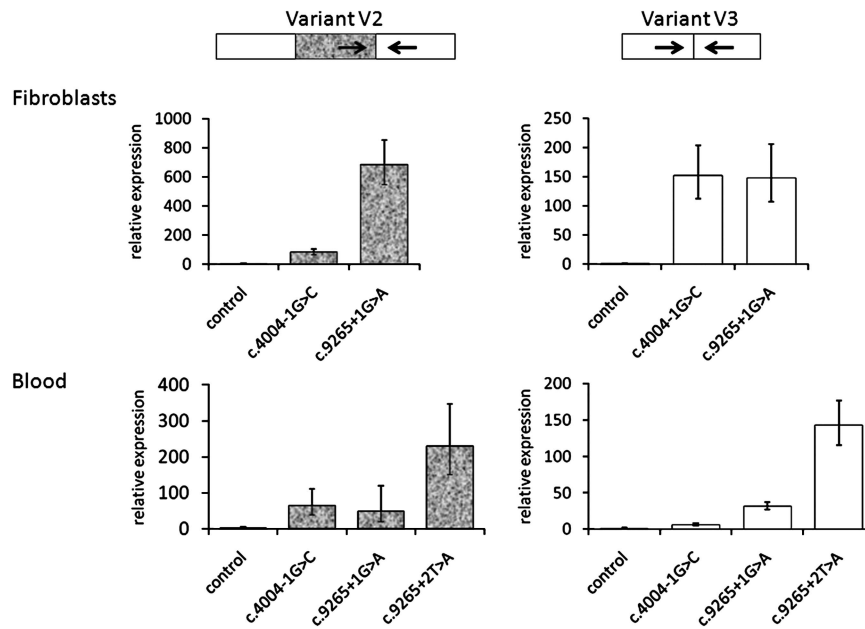 Variant V2
Variant V3
Fibroblasts
relative expression
1000
800
600
400
200
0
control
c.4004-1G>C
c.9265+1G>A
relative expression
250
200
150
100
50
0
control
c.4004-1G>C
c.9265+1G>A
Blood
relative expression
400
300
200
100
0
control
c.4004-1G>C
c.9265+1G>A
c.9265+2T>A
relative expression
200
150
100
50
0
control
c.4004-1G>C
c.9265+1G>A
c.9265+2T>A